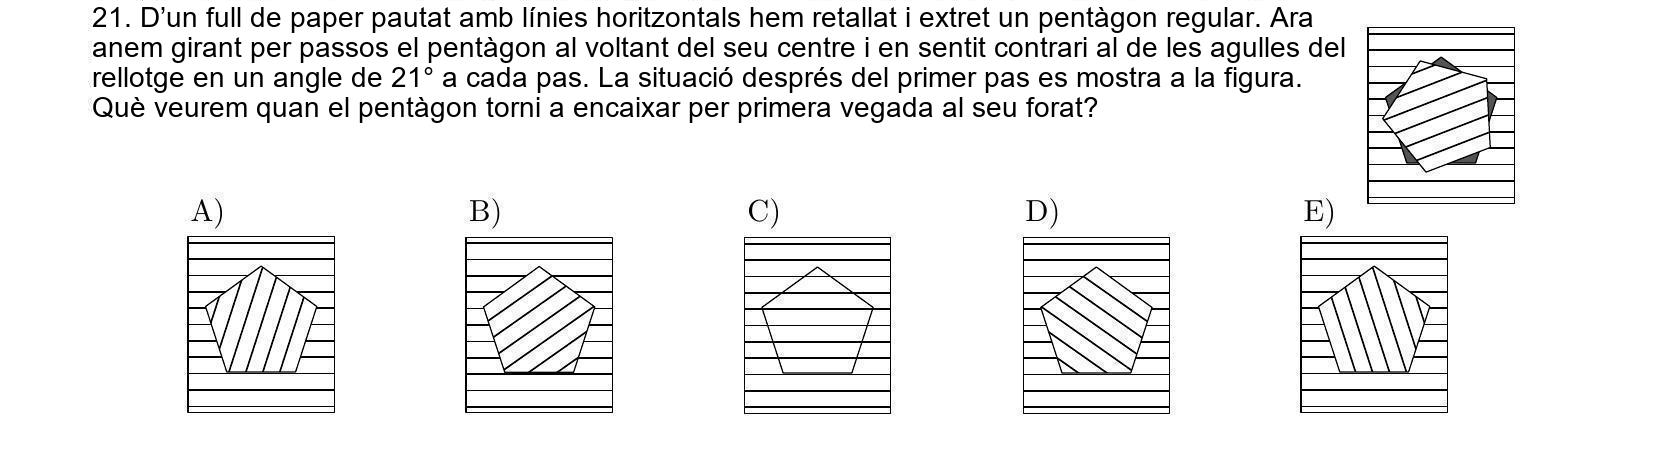 21. D’un full de paper pautat amb línies horitzontals hem retallat i extret un pentàgon regular. Ara
anem girant per passos el pentàgon al voltant del seu centre i en sentit contrari al de les agulles del
rellotge en un angle de 21° a cada pas. La situació després del primer pas es mostra a la figura.
Què veurem quan el pentàgon torni a encaixar per primera vegada al seu forat?
A) B) C) D) E)